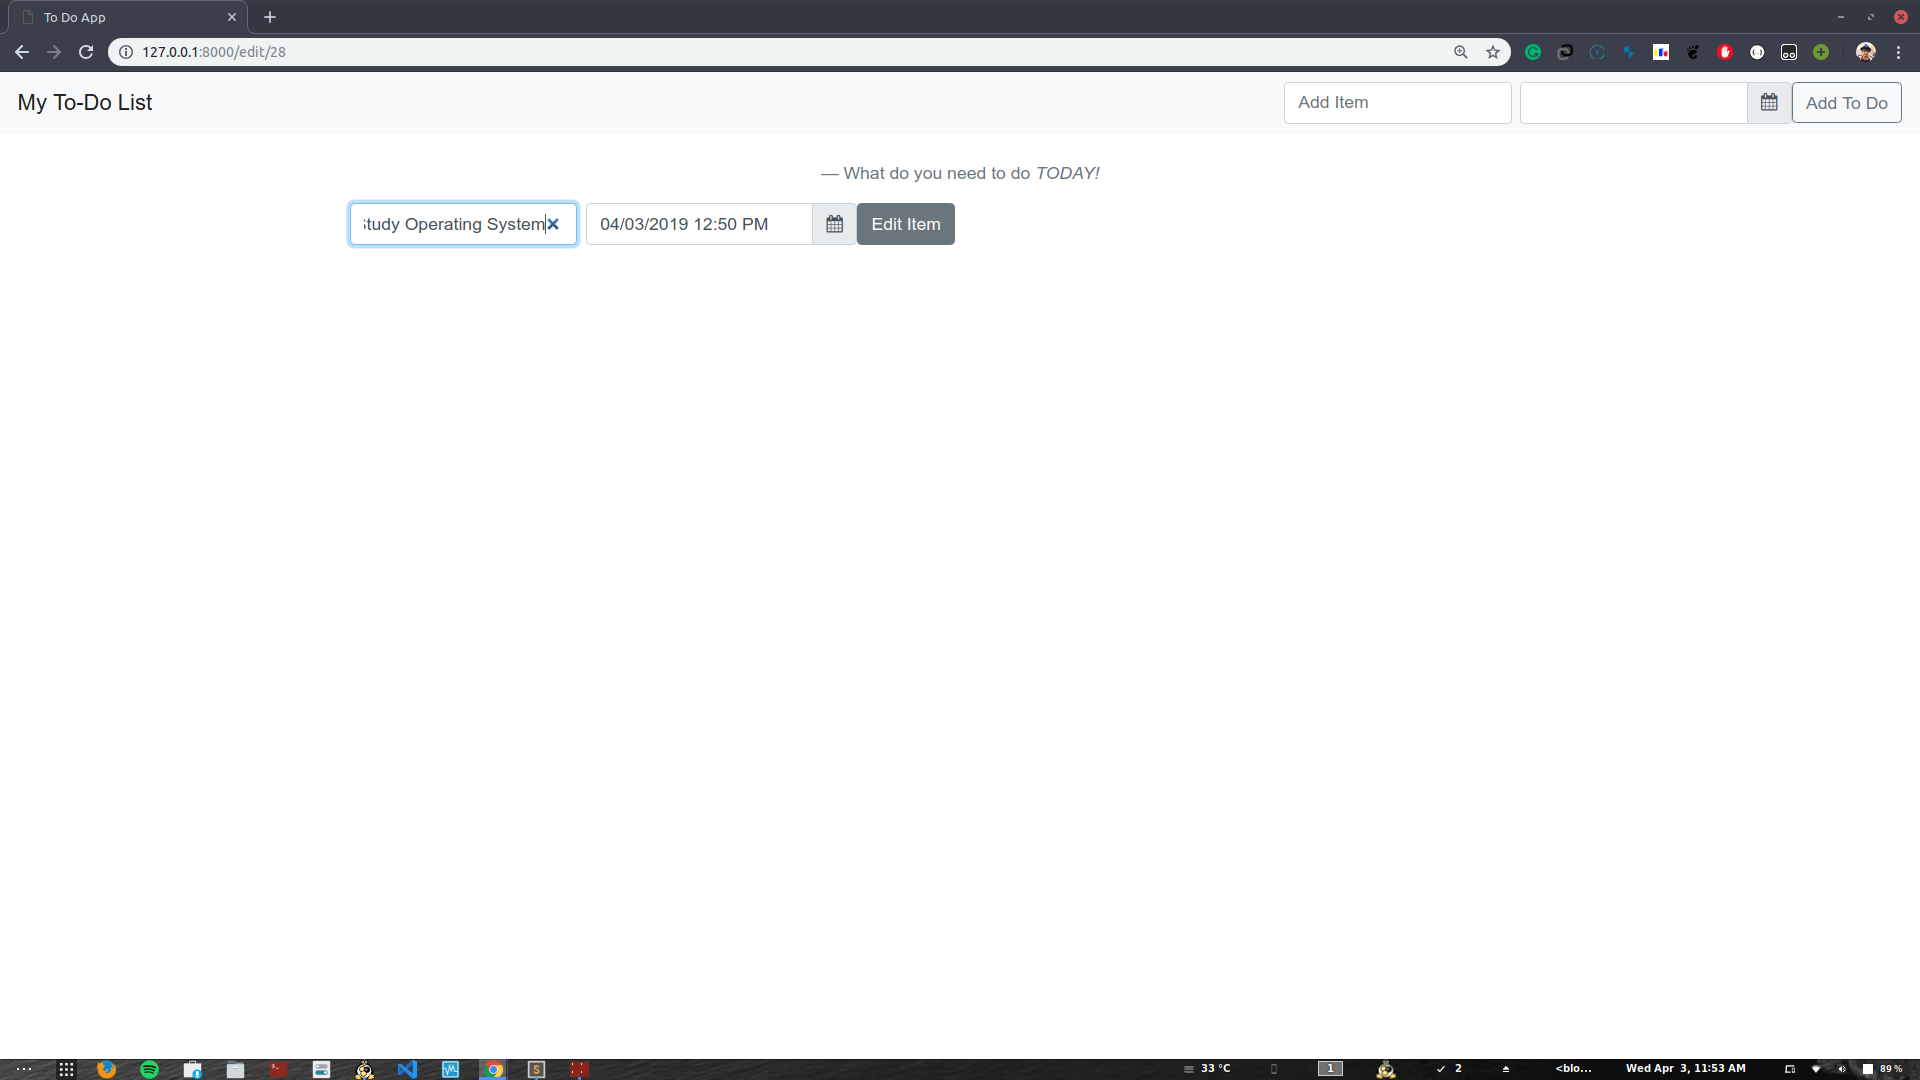 To Do App
127.0.0.1:8000/edit/28
My To-Do List
Add Item
Add To Do
— What do you need to do TODAY!
Study Operating System
04/03/2019 12:50 PM
Edit Item
33 °C
1
2
<blo...
Wed Apr 3, 11:53 AM
89 %